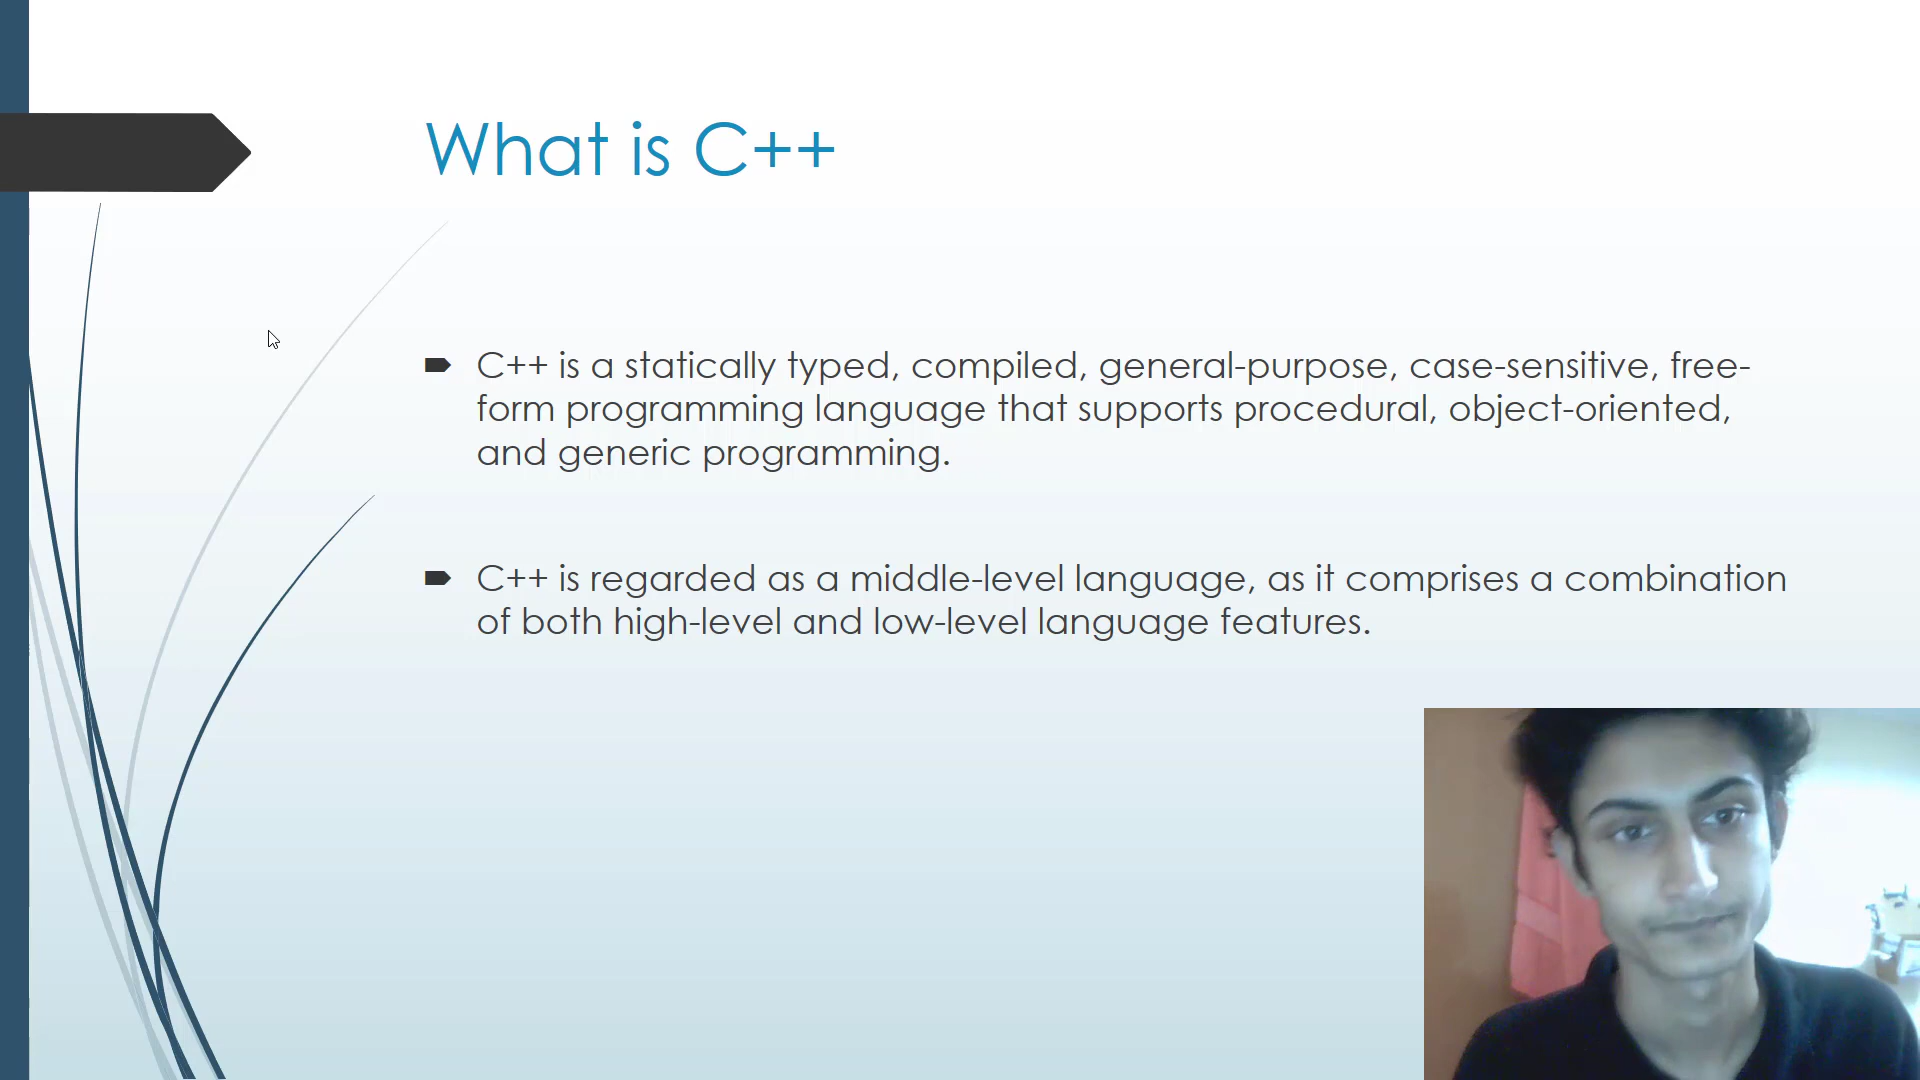 What is C++
C++ is a statically typed, compiled, general-purpose, case-sensitive, free-
form programming language that supports procedural, object-oriented,
and generic programming.
C++ is regarded as a middle-level language, as it comprises a combination
of both high-level and low-level language features.